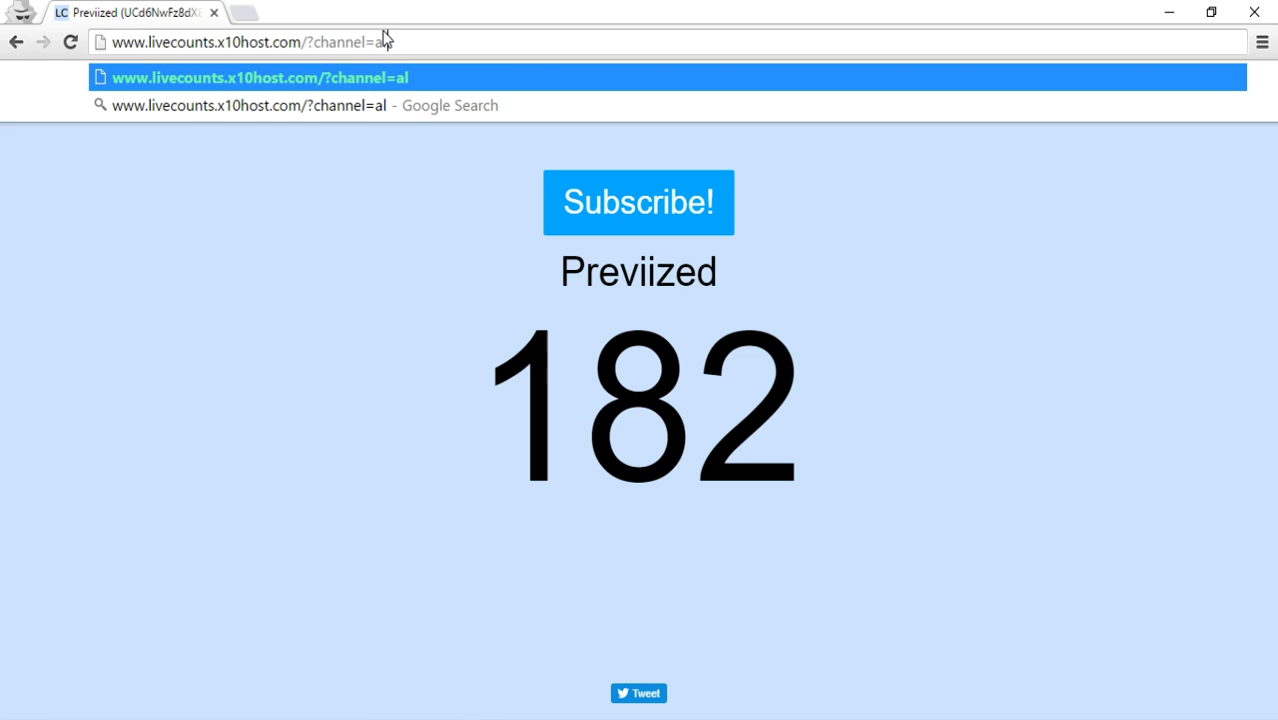 LC Previized (UCd6NwFz8dX
www.livecounts.x10host.com/?channel=al
www.livecounts.x10host.com/?channel=al
www.livecounts.x10host.com/?channel=al - Google Search
Subscribe!
Previized
182
Tweet